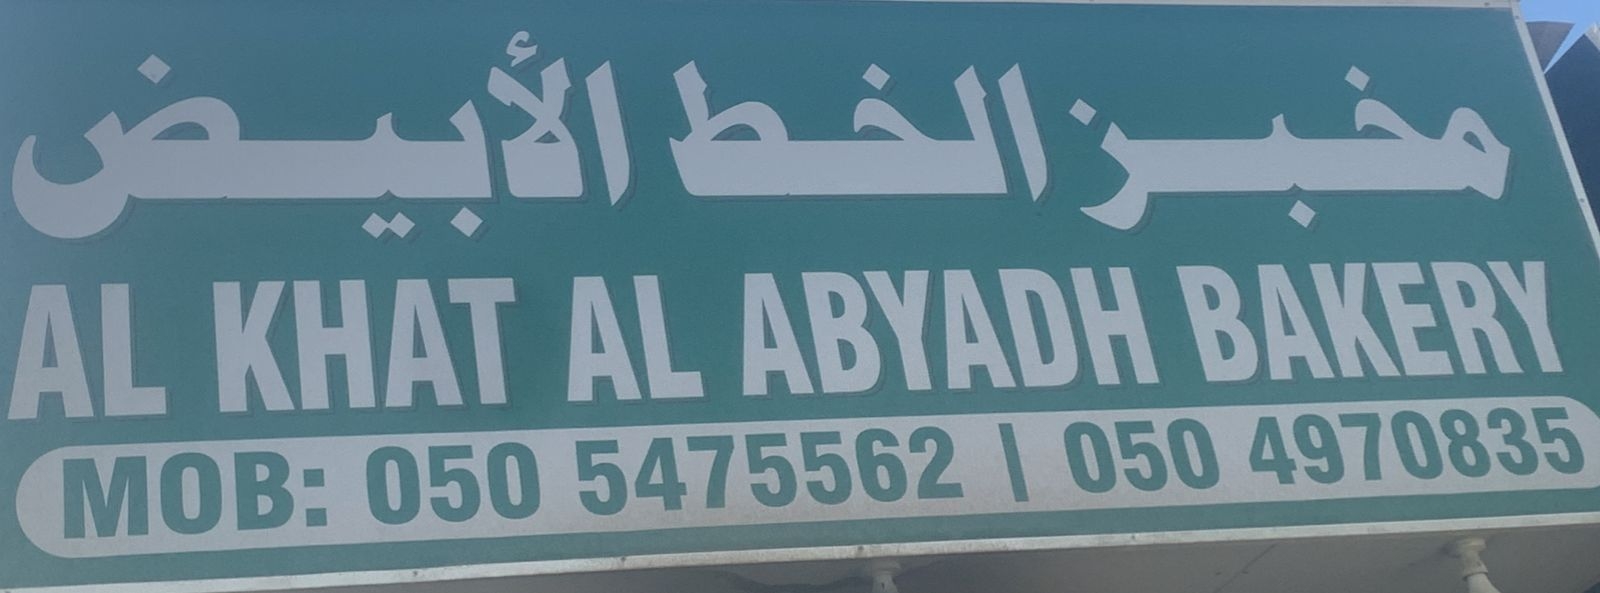 مخبز الخط الأبيض
AL KHAT AL ABYADH BAKERY
MOB: 050 5475562 | 050 4970835